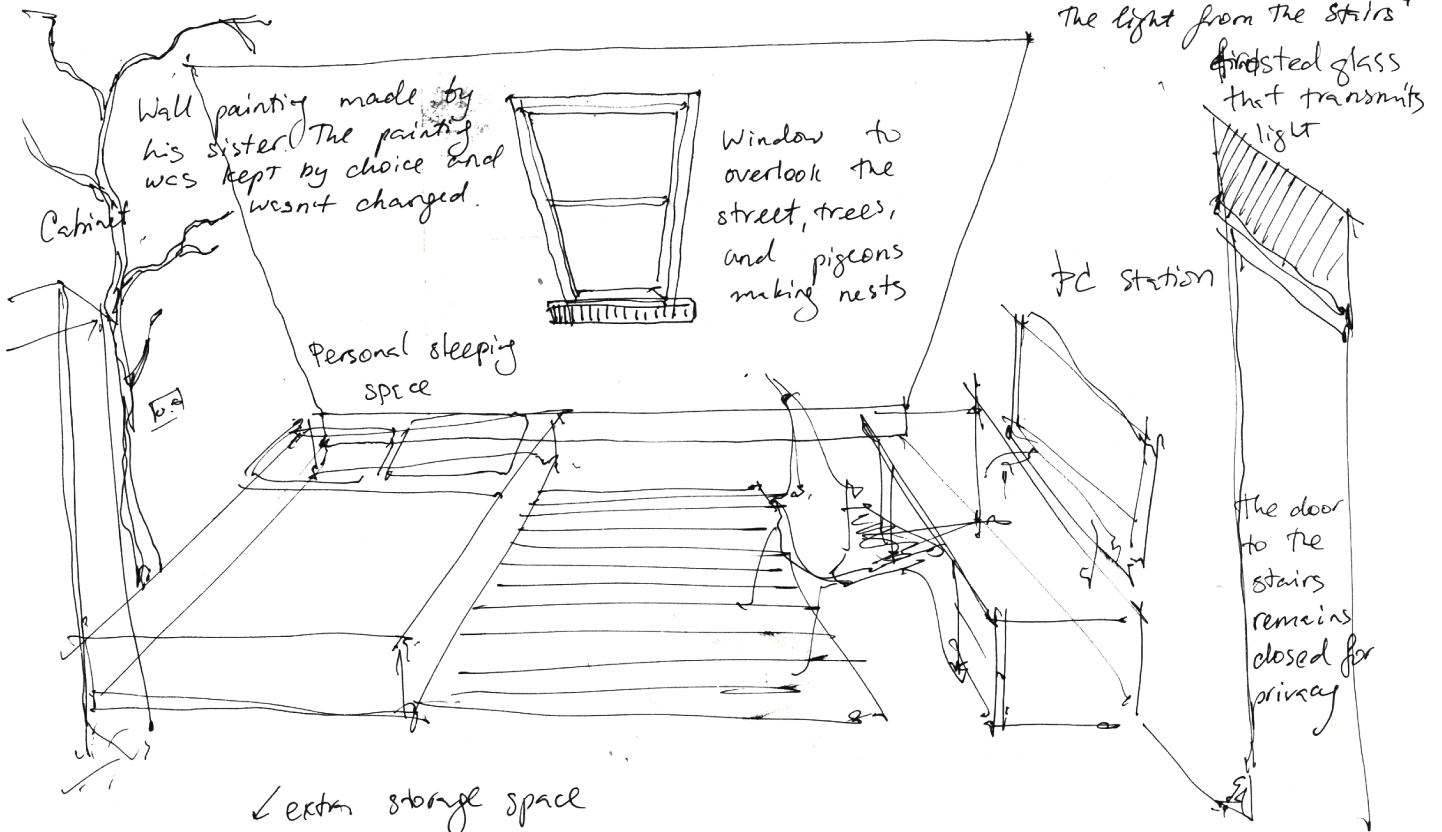 The light from the stairs
frosted glass
that transmits
light
Wall painting made by
his sister. The painting
was kept by choice and
wasn't changed.
Cabinet
Window to
overlook the
street, trees,
and pigeons
making nests
PC station
Personal sleeping
space
the door
to the
stairs
remains
closed for
privacy
↙ extra storage space